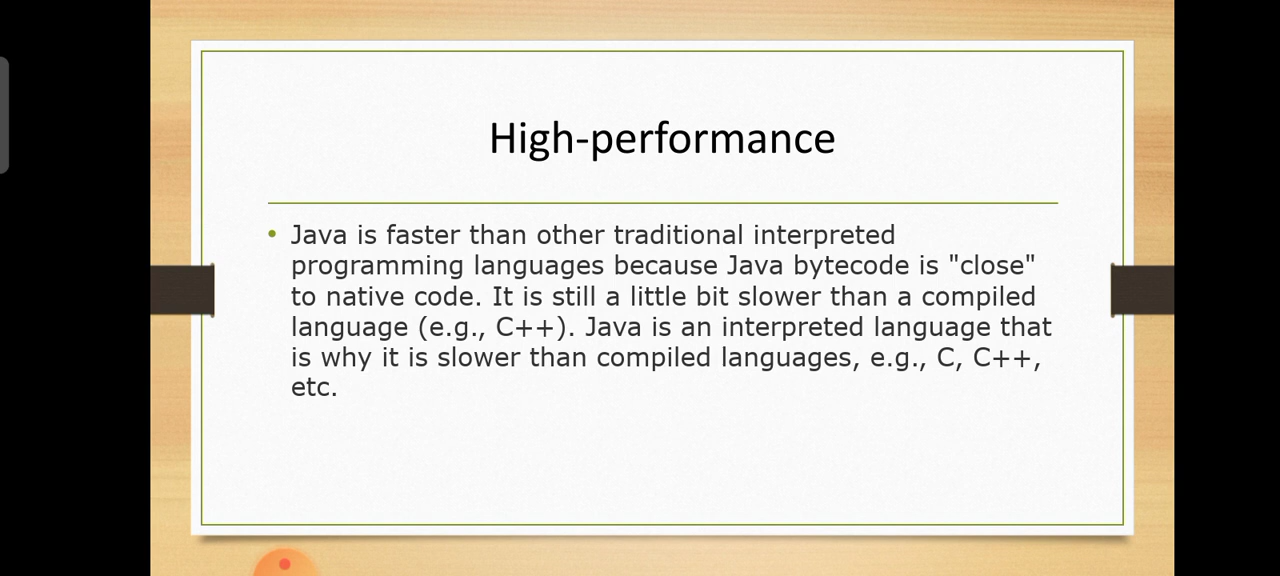 High-performance
• Java is faster than other traditional interpreted
programming languages because Java bytecode is "close"
to native code. It is still a little bit slower than a compiled
language (e.g., C++). Java is an interpreted language that
is why it is slower than compiled languages, e.g., C, C++,
etc.